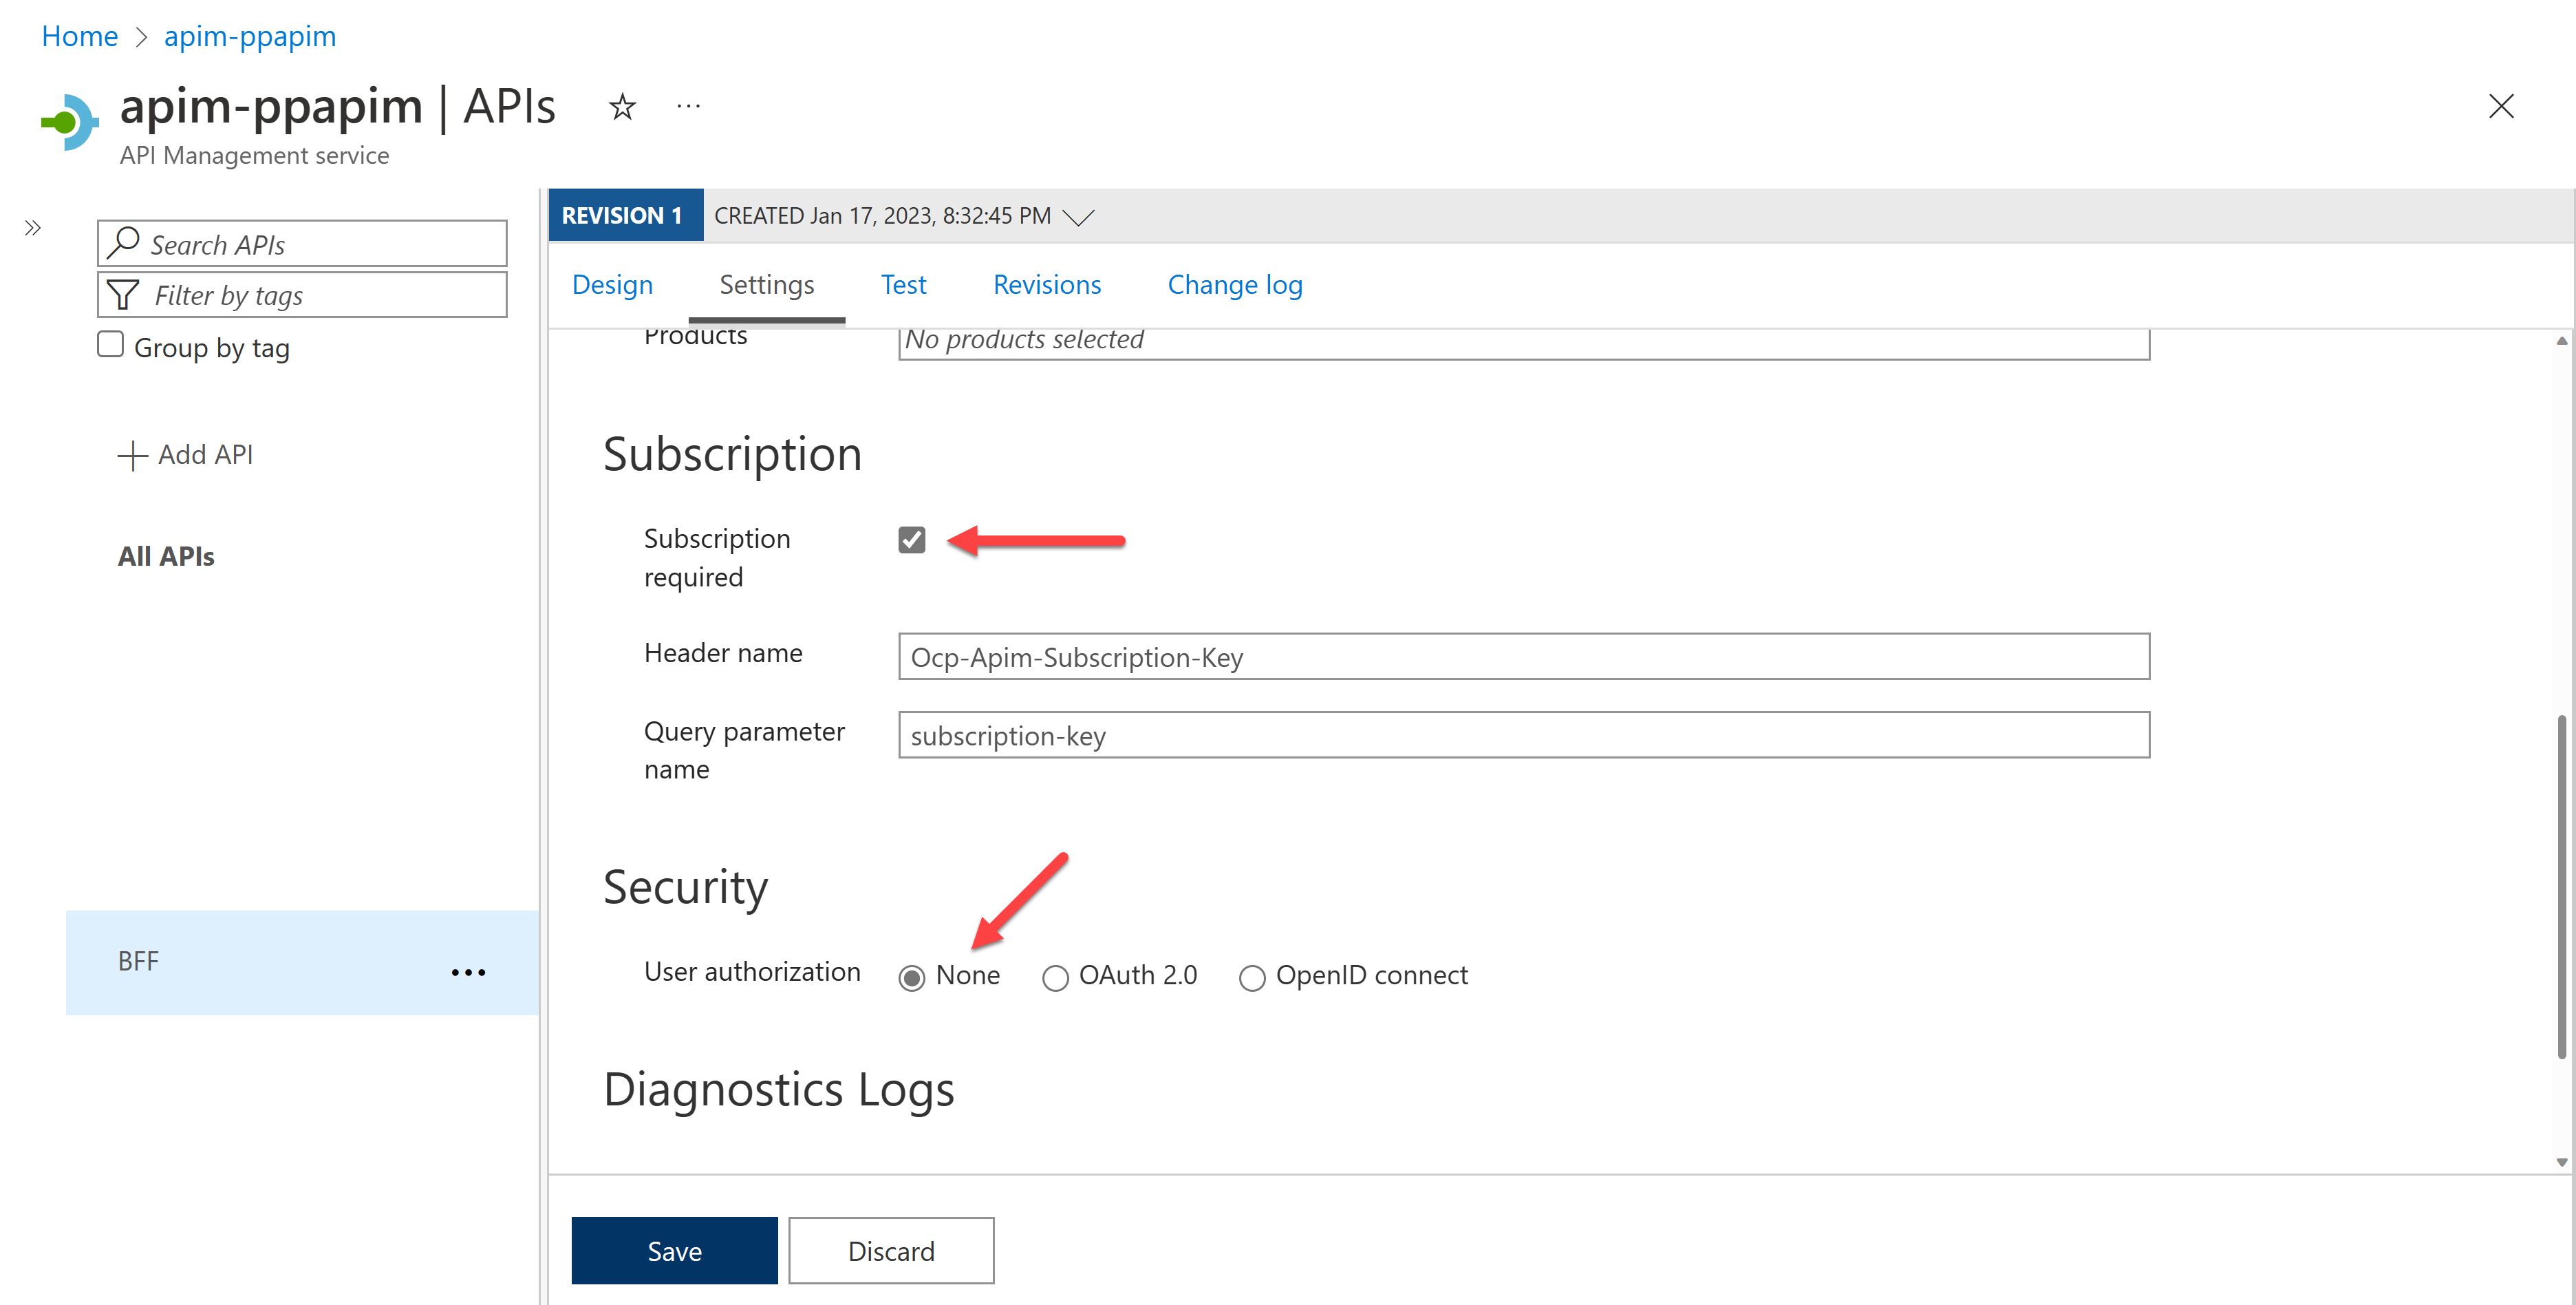 Home > apim-ppapim
apim-ppapim | APIs ☆ ...
API Management service
Search APIs
Filter by tags
Group by tag
Add API
All APIs
BFF ...
REVISION 1 CREATED Jan 17, 2023, 8:32:45 PM
Design Settings Test Revisions Change log
Products No products selected
Subscription
Subscription
required
Header name Ocp-Apim-Subscription-Key
Query parameter subscription-key
name
Security
User authorization None OAuth 2.0 OpenID connect
Diagnostics Logs
Save Discard